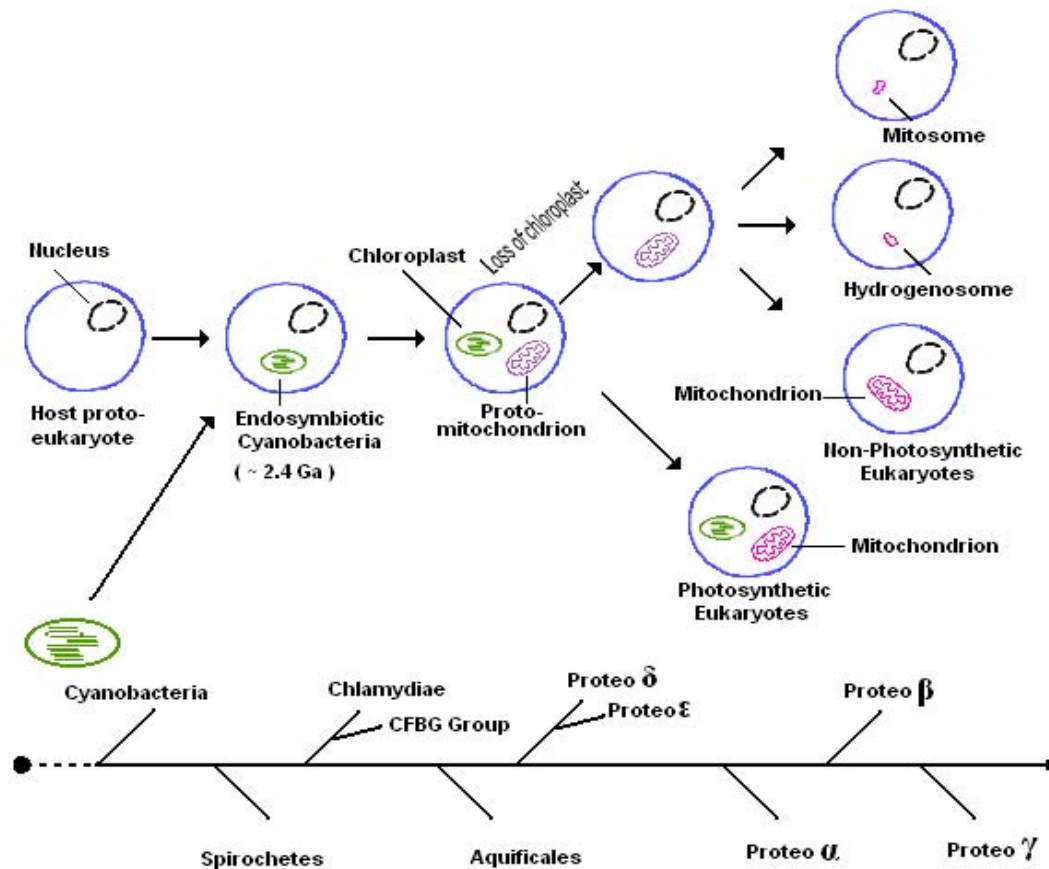 Mitosome
Loss of chloroplast
Nucleus
Chloroplast
Hydrogenosome
Host proto-
eukaryote
Endosymbiotic
Cyanobacteria
( ~ 2.4 Ga )
Proto-
mitochondrion
Mitochondrion
Non-Photosynthetic
Eukaryotes
Mitochondrion
Photosynthetic
Eukaryotes
Cyanobacteria
Chlamydiae
CFBG Group
Proteo δ
Proteo ε
Proteo β
Spirochetes
Aquificales
Proteo α
Proteo γ